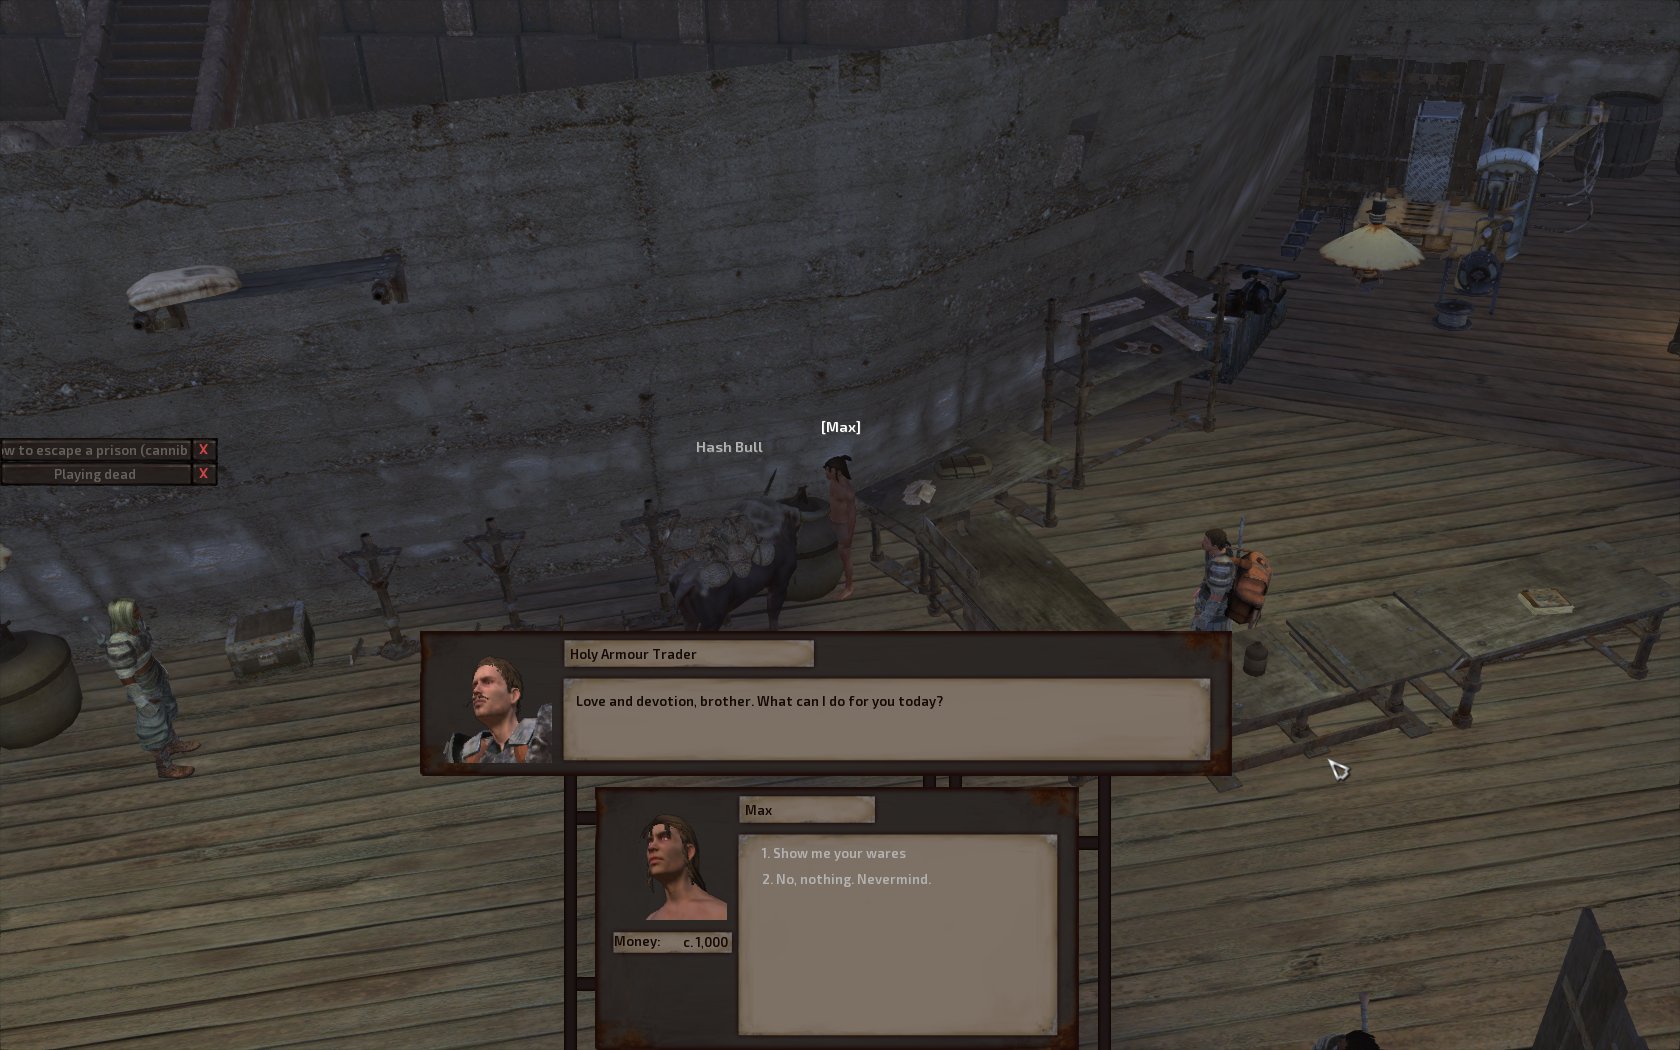 [Max]
Hash Bull
ow to escape a prison (cannib
X
Playing dead
X
Holy Armour Trader
Love and devotion, brother. What can I do for you today?
Max
1. Show me your wares
2. No, nothing. Nevermind.
Money: c.1,000